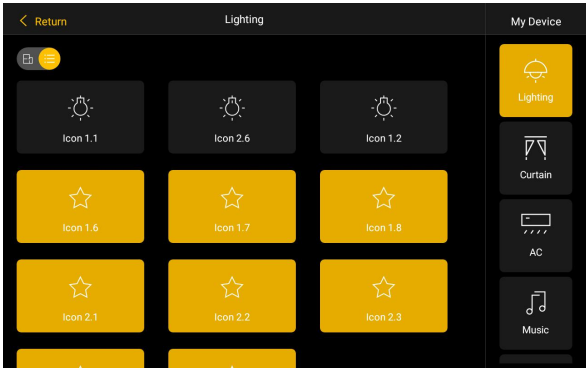 Return
Lighting
My Device
Icon 1.1
Icon 2.6
Icon 1.2
Lighting
Icon 1.6
Icon 1.7
Icon 1.8
Curtain
AC
Icon 2.1
Icon 2.2
Icon 2.3
Music